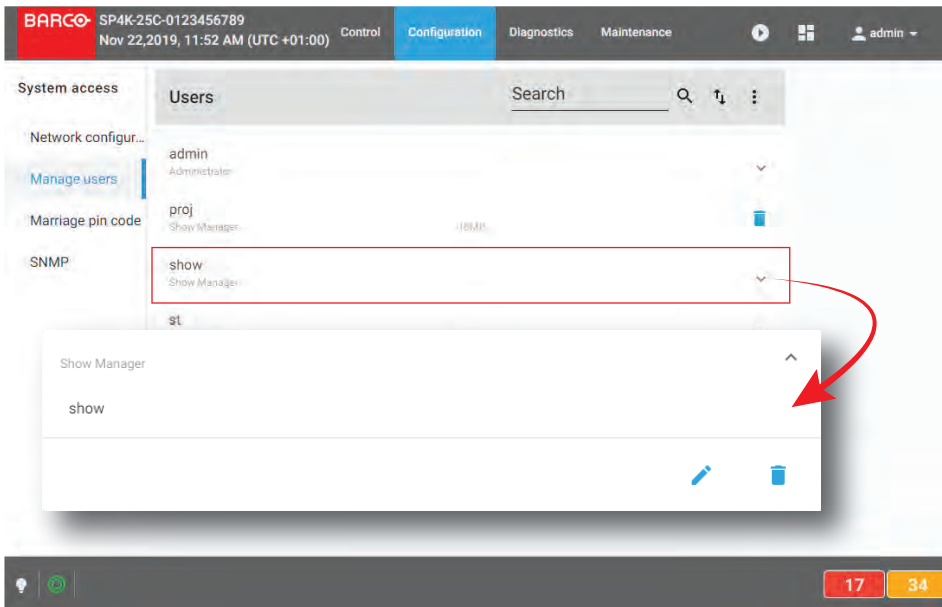 BARCO
SP4K-25C-0123456789
Nov 22,2019, 11:52 AM (UTC +01:00)
Control
Configuration
Diagnostics
Maintenance
admin
System access
Network configur...
Manage users
Marriage pin code
SNMP
Users
Search
admin
Administrator
proj
Show Manager
show
Show Manager
st
Show Manager
show
17
34